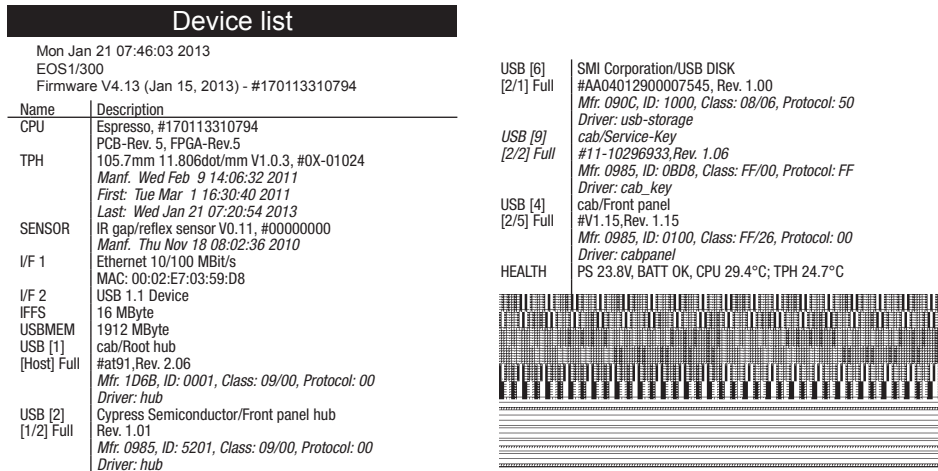 Device list
Mon Jan 21 07:46:03 2013
EOS1/300
Firmware V4.13 (Jan 15, 2013) - #170113310794
Name Description
CPU Espresso, #170113310794
PCB-Rev. 5, FPGA-Rev.5
TPH 105.7mm 11.806dot/mm V1.0.3, #0X-01024
Manf. Wed Feb 9 14:06:32 2011
First: Tue Mar 1 16:30:40 2011
Last: Wed Jan 21 07:20:54 2013
SENSOR IR gap/reflex sensor V0.11, #00000000
Manf. Thu Nov 18 08:02:36 2010
I/F 1 Ethernet 10/100 MBit/s
MAC: 00:02:E7:03:59:D8
I/F 2 USB 1.1 Device
IFFS 16 MByte
USBMEM 1912 MByte
USB [1] cab/Root hub
[Host] Full #at91,Rev. 2.06
Mfr. 1D6B, ID: 0001, Class: 09/00, Protocol: 00
Driver: hub
USB [2] Cypress Semiconductor/Front panel hub
[1/2] Full Rev. 1.01
Mfr. 0985, ID: 5201, Class: 09/00, Protocol: 00
Driver: hub
USB [6] SMI Corporation/USB DISK
[2/1] Full #AA04012900007545, Rev. 1.00
Mfr. 090C, ID: 1000, Class: 08/06, Protocol: 50
Driver: usb-storage
USB [9] cab/Service-Key
[2/2] Full #11-10296933,Rev. 1.06
Mfr. 0985, ID: 0BD8, Class: FF/00, Protocol: FF
Driver: cab_key
USB [4] cab/Front panel
[2/5] Full #V1.15,Rev. 1.15
Mfr. 0985, ID: 0100, Class: FF/26, Protocol: 00
Driver: cabpanel
HEALTH PS 23.8V, BATT OK, CPU 29.4°C; TPH 24.7°C